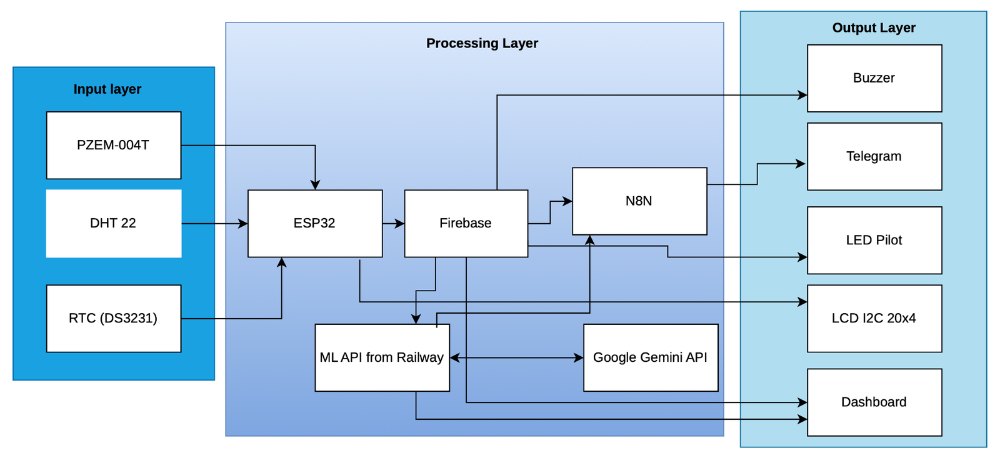 Input layer
PZEM-004T
DHT 22
RTC (DS3231)
Processing Layer
ESP32
Firebase
N8N
ML API from Railway
Google Gemini API
Output Layer
Buzzer
Telegram
LED Pilot
LCD I2C 20x4
Dashboard